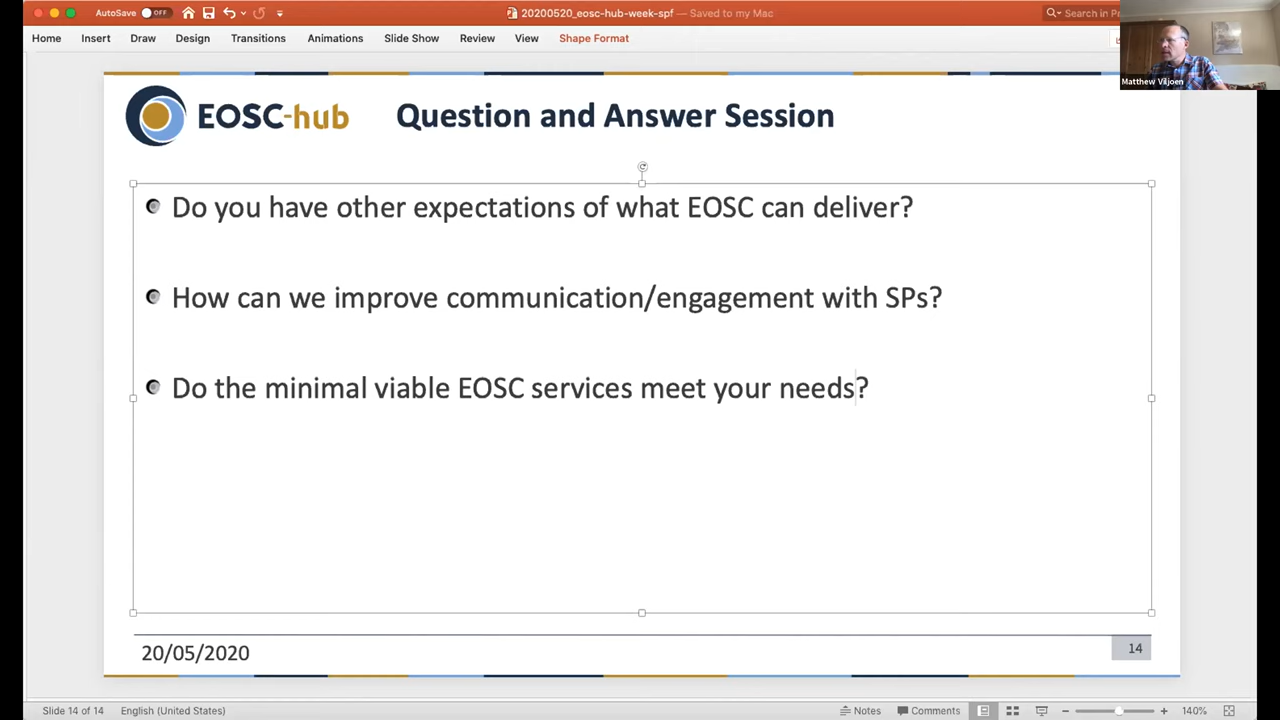 AutoSave OFF
20200520_eosc-hub-week-spf — Saved to my Mac
Search in
Home Insert Draw Design Transitions Animations Slide Show Review View Shape Format
Matthew Viljoen
EOSC-hub
Question and Answer Session
Do you have other expectations of what EOSC can deliver?
How can we improve communication/engagement with SPs?
Do the minimal viable EOSC services meet your needs?
20/05/2020
14
Slide 14 of 14 English (United States) Notes Comments 140%